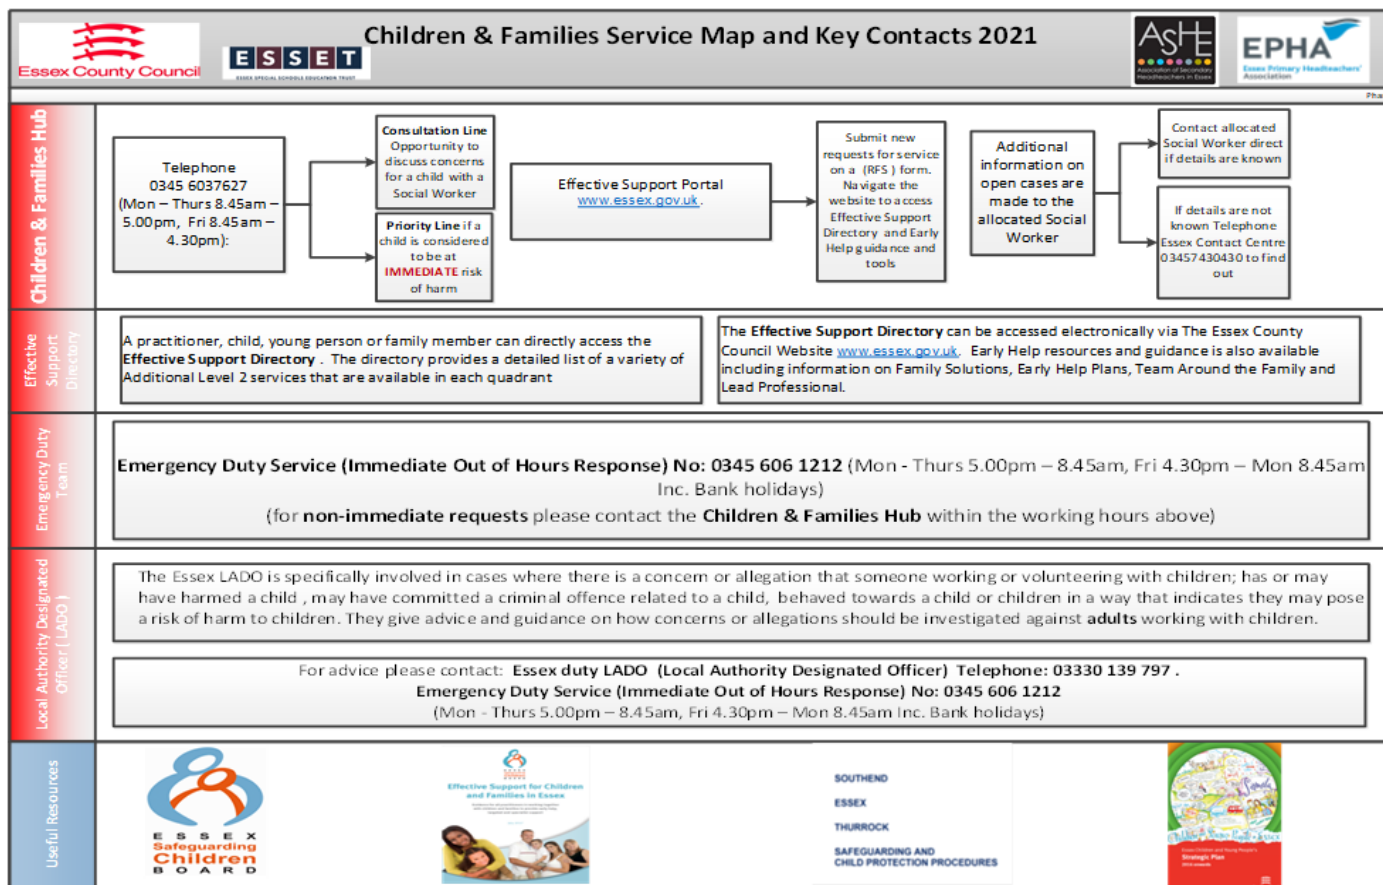 Children & Families Service Map and Key Contacts 2021
Essex County Council
ESSET
ESSEX SPECIAL SCHOOLS EDUCATION TRUST
ASHE
Association of Secondary
Headteachers in Essex
EPHA
Essex Primary Headteachers'
Association
Children & Families Hub
Telephone
0345 6037627
(Mon – Thurs 8.45am –
5.00pm, Fri 8.45am –
4.30pm):
Consultation Line
Opportunity to
discuss concerns
for a child with a
Social Worker
Priority Line if a
child is considered
to be at
IMMEDIATE risk
of harm
Effective Support Portal
www.essex.gov.uk.
Submit new
requests for service
on a (RFS ) form.
Navigate the
website to access
Effective Support
Directory and Early
Help guidance and
tools
Additional
information on
open cases are
made to the
allocated Social
Worker
Contact allocated
Social Worker direct
if details are known
If details are not
known Telephone
Essex Contact Centre
03457430430 to find
out
Effective
Support
Directory
A practitioner, child, young person or family member can directly access the
Effective Support Directory . The directory provides a detailed list of a variety of
Additional Level 2 services that are available in each quadrant
The Effective Support Directory can be accessed electronically via The Essex County
Council Website www.essex.gov.uk. Early Help resources and guidance is also available
including information on Family Solutions, Early Help Plans, Team Around the Family and
Lead Professional.
Emergency Duty
Team
Emergency Duty Service (Immediate Out of Hours Response) No: 0345 606 1212 (Mon - Thurs 5.00pm – 8.45am, Fri 4.30pm – Mon 8.45am
Inc. Bank holidays)
(for non-immediate requests please contact the Children & Families Hub within the working hours above)
Local Authority Designated
Officer ( LADO )
The Essex LADO is specifically involved in cases where there is a concern or allegation that someone working or volunteering with children; has or may
have harmed a child , may have committed a criminal offence related to a child, behaved towards a child or children in a way that indicates they may pose
a risk of harm to children. They give advice and guidance on how concerns or allegations should be investigated against adults working with children.
For advice please contact: Essex duty LADO (Local Authority Designated Officer) Telephone: 03330 139 797 .
Emergency Duty Service (Immediate Out of Hours Response) No: 0345 606 1212
(Mon - Thurs 5.00pm – 8.45am, Fri 4.30pm – Mon 8.45am Inc. Bank holidays)
Useful Resources
ESSEX
Safeguarding
Children
BOARD
Effective Support for Children
and Families in Essex
SOUTHEND
ESSEX
THURROCK
SAFEGUARDING AND
CHILD PROTECTION PROCEDURES
Essex Children and Young People's
Strategic Plan